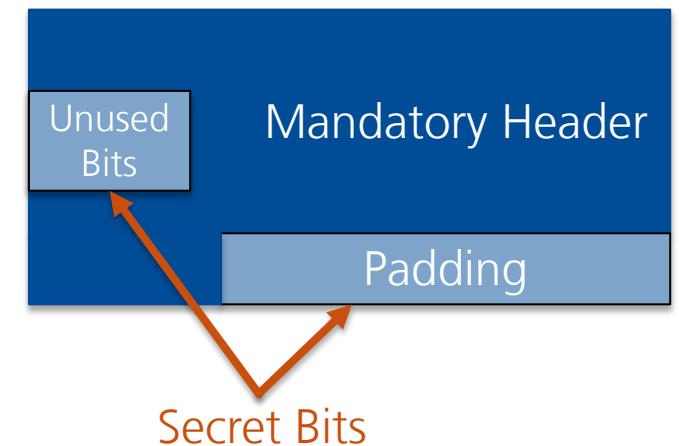 Unused
Bits
Mandatory Header
Padding
Secret Bits